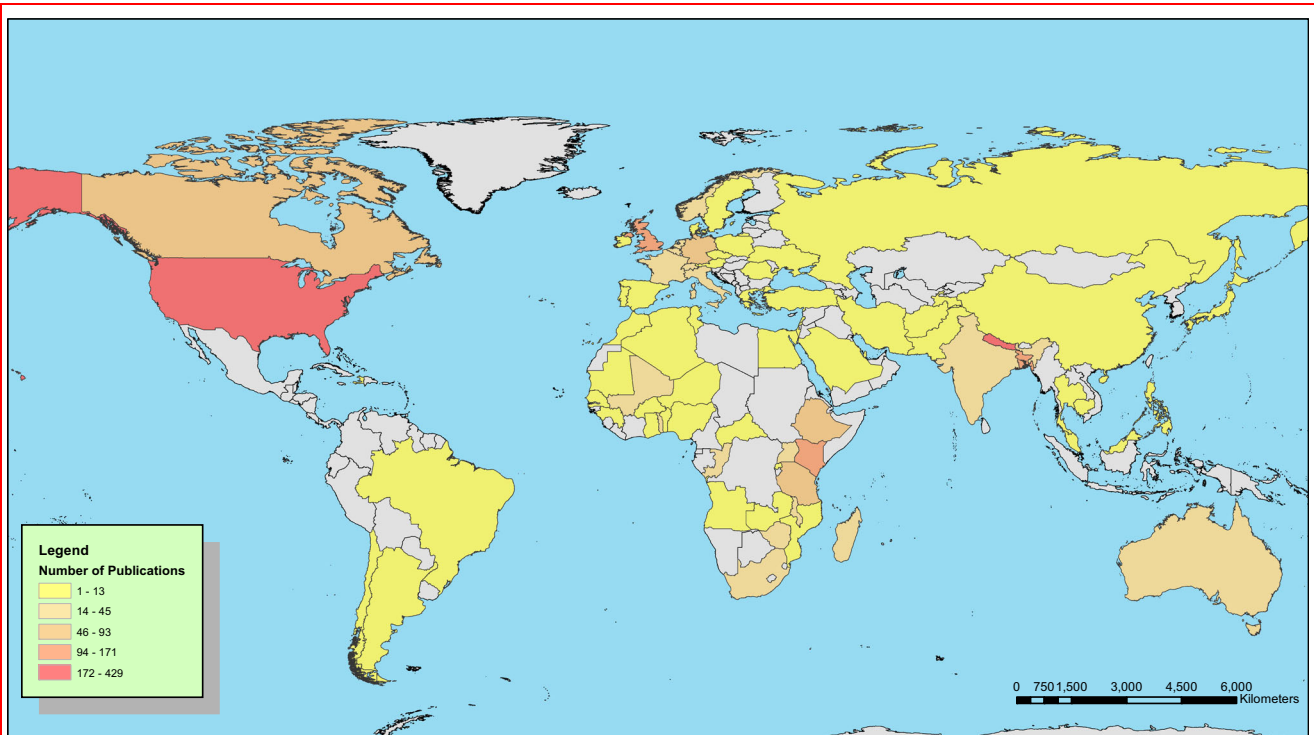 Legend
Number of Publications
1 - 13
14 - 45
46 - 93
94 - 171
172 - 429
0 750 1,500 3,000 4,500 6,000
Kilometers